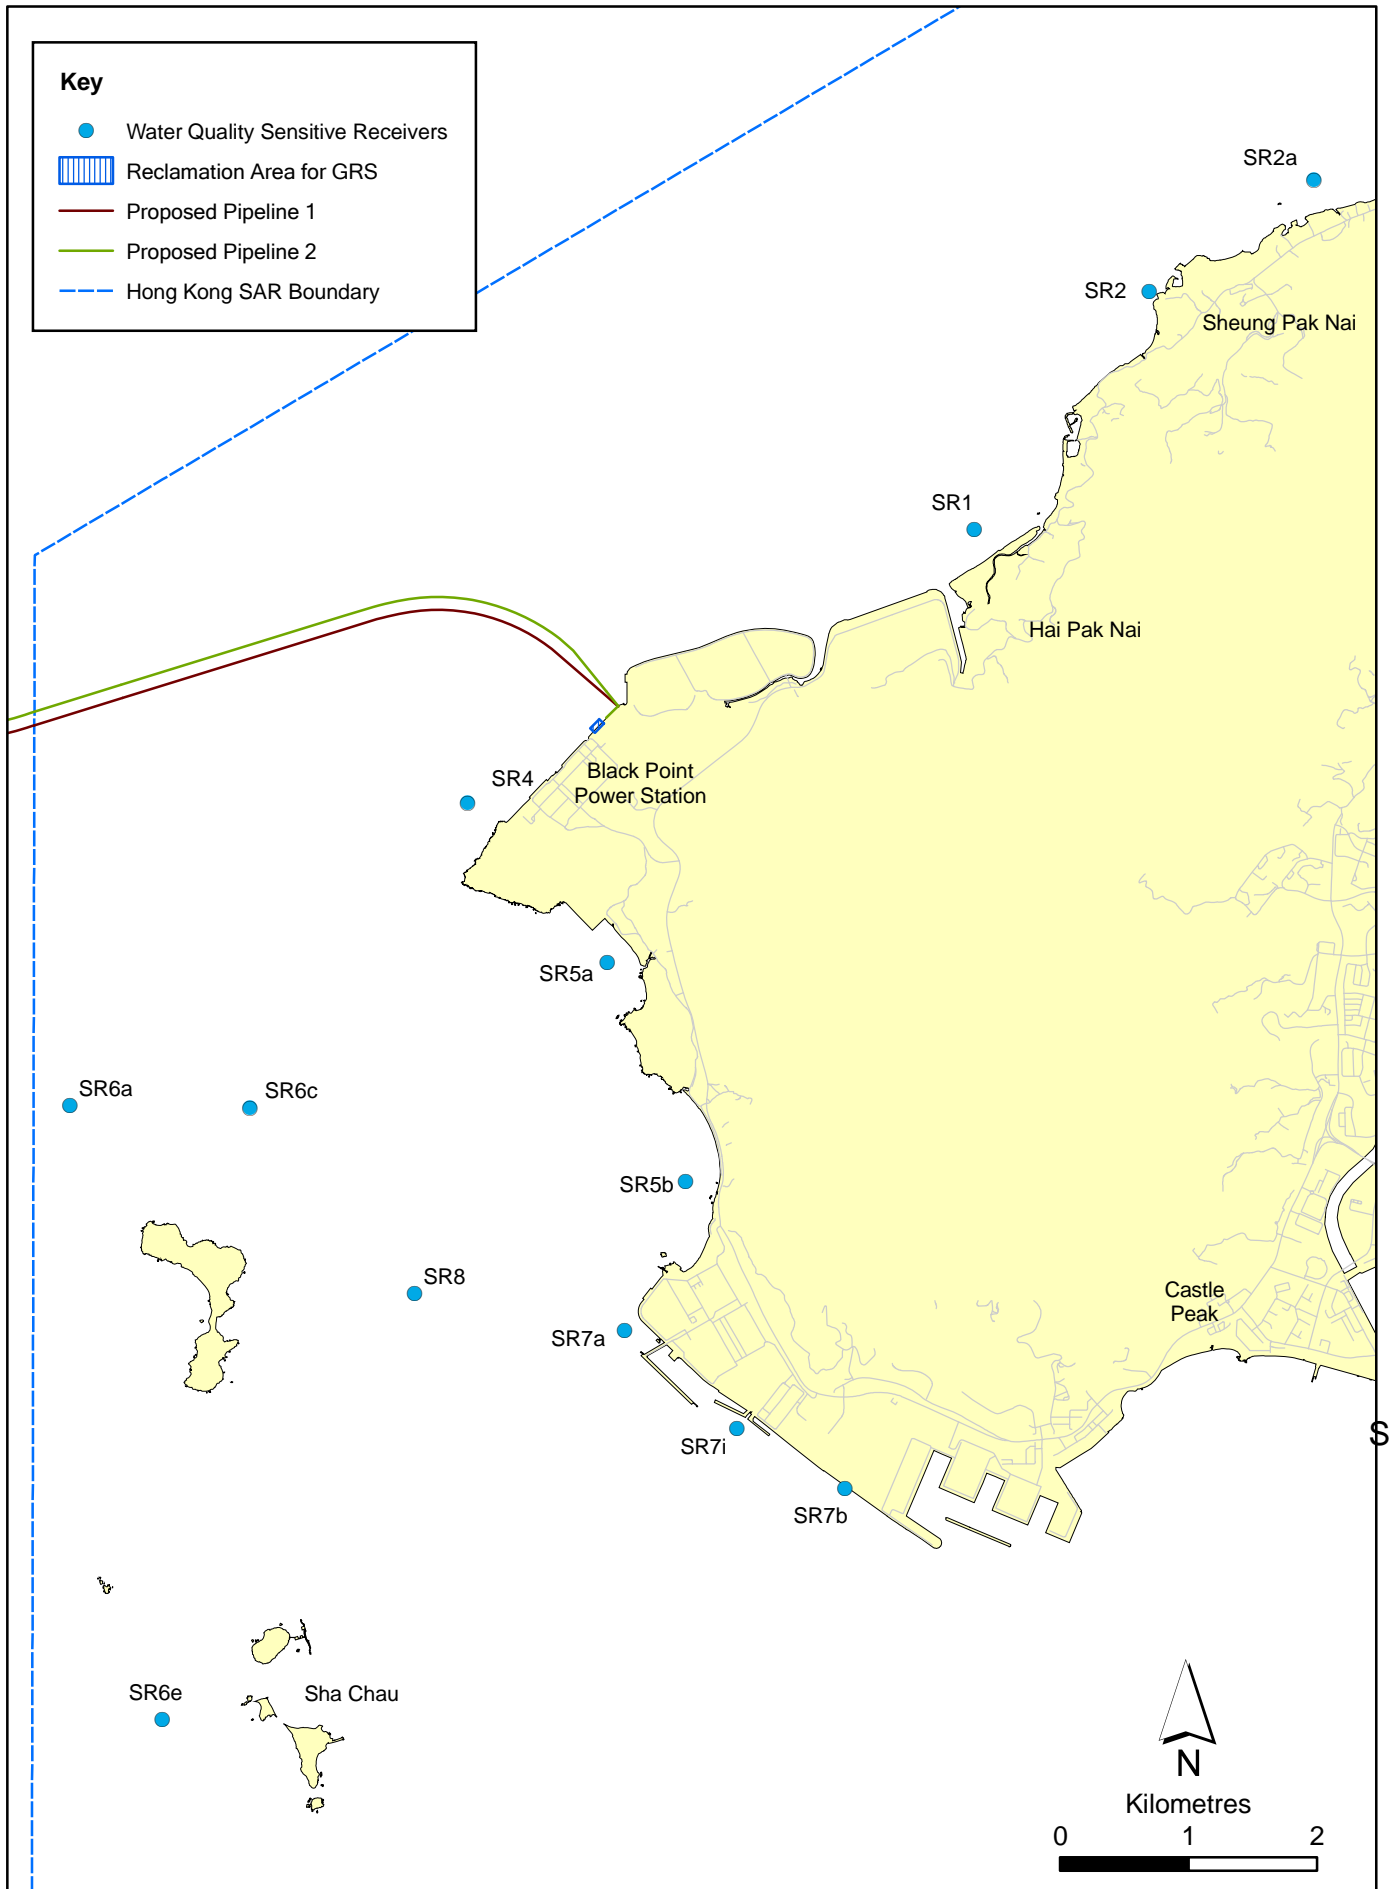 Key
Water Quality Sensitive Receivers
Reclamation Area for GRS
Proposed Pipeline 1
Proposed Pipeline 2
Hong Kong SAR Boundary
SR2a
SR2
Sheung Pak Nai
SR1
Hai Pak Nai
SR4
Black Point
Power Station
SR5a
SR6a
SR6c
SR5b
SR8
Castle
Peak
SR7a
S
SR7i
SR7b
SR6e
Sha Chau
N
Kilometres
0 1 2